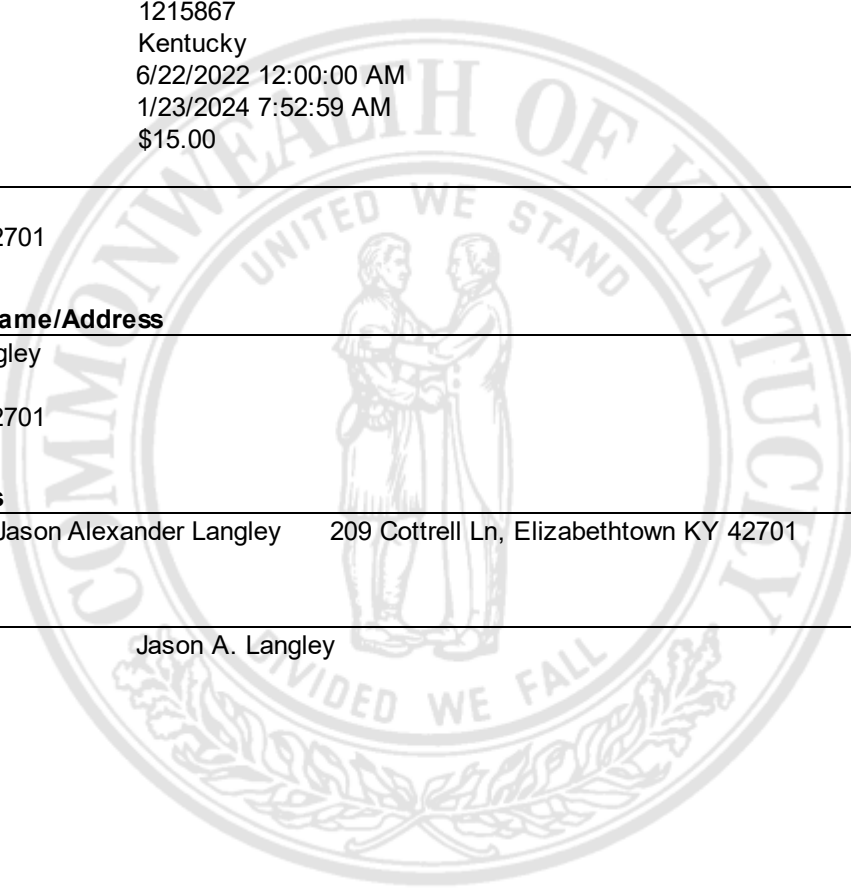 1215867
Kentucky
6/22/2022 12:00:00 AM
1/23/2024 7:52:59 AM
$15.00
2701
ame/Address
gley
2701
s
Jason Alexander Langley 209 Cottrell Ln, Elizabethtown KY 42701
Jason A. Langley
COMMONWEALTH OF KENTUCKY
UNITED WE STAND
DIVIDED WE FALL